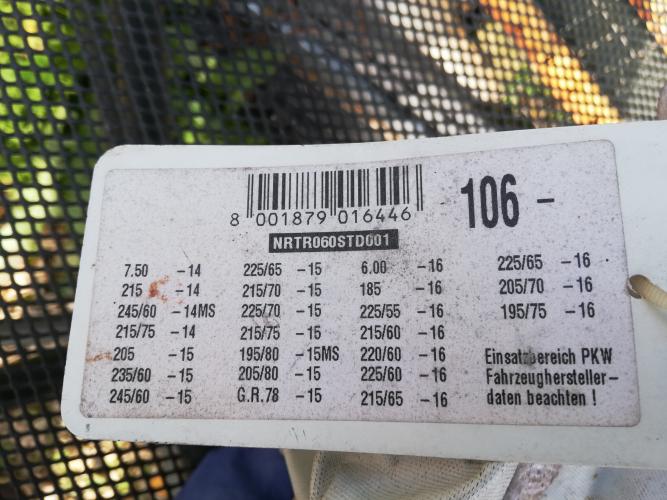 8 001879 016446
106 -
NRTR060STD001
7.50 -14
215 -14
245/60 -14MS
215/75 -14
205 -15
235/60 -15
245/60 -15
225/65 -15
215/70 -15
225/70 -15
215/75 -15
195/80 -15MS
205/80 -15
G.R.78 -15
6.00 -16
185 -16
225/55 -16
215/60 -16
220/60 -16
225/60 -16
215/65 -16
225/65 -16
205/70 -16
195/75 -16
Einsatzbereich PKW
Fahrzeughersteller-
daten beachten !